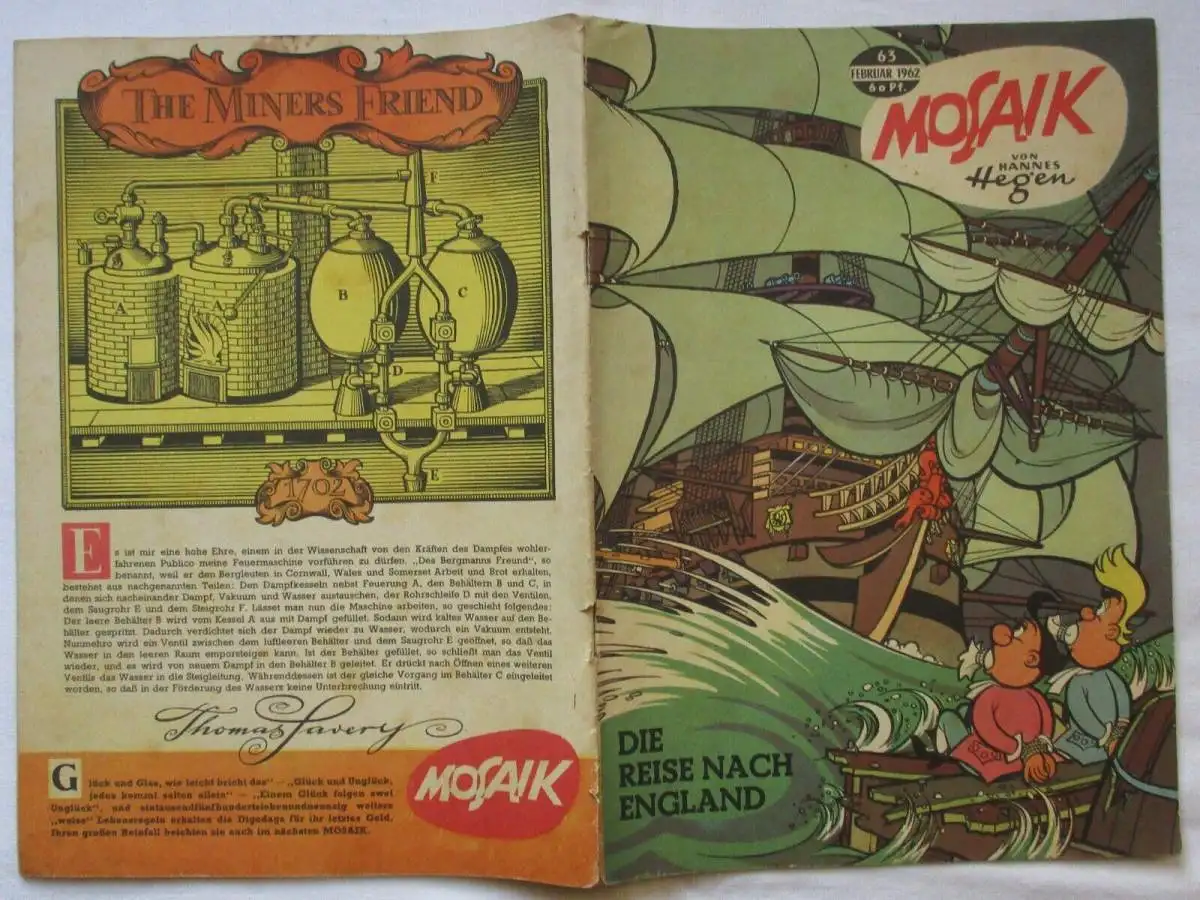 THE MINERS FRIEND
F
A
A
B
C
D
E
1702
Es ist mir eine hohe Ehre, einem in der Wissenschaft von den Kräften des Dampfes wohler-
fahrenen Publico meine Feuermaschine vorführen zu dürfen. „Des Bergmanns Freund", so
benannt, weil er den Bergleuten in Cornwall, Wales und Somerset Arbeit und Brot erhalten,
bestehet aus nachgenannten Teilen: Dem Dampfkesseln nebst Feuerung A, den Behältern B und C, in
denen sich nacheinander Dampf, Vakuum und Wasser austauschen, der Rohrschleife D mit den Ventilen,
dem Saugrohr E und dem Steigrohr F. Lässet man nun die Maschine arbeiten, so geschieht folgendes:
Der leere Behälter B wird vom Kessel A aus mit Dampf gefüllet. Sodann wird kaltes Wasser auf den Be-
hälter gespritzt. Dadurch verdichtet sich der Dampf wieder zu Wasser, wodurch ein Vakuum entsteht.
Nunmehro wird ein Ventil zwischen dem luftleeren Behälter und dem Saugrohr E geöffnet, so daß das
Wasser in den leeren Raum emporsteigen kann. Ist der Behälter gefüllet, so schließt man das Ventil
wieder, und es wird von neuem Dampf in den Behälter B geleitet. Er drückt nach Öffnen eines weiteren
Ventils das Wasser in die Steigleitung. Währenddessen ist der gleiche Vorgang im Behälter C eingeleitet
worden, so daß in der Förderung des Wassers keine Unterbrechung eintritt.
Thomas Savery
Glück und Glas, wie leicht bricht das" — „Glück und Unglück,
jedes kommt selten allein" — „Einem Glück folgen zwei
Unglück", und eintausendfünfhundertsiebenundneunzig weitere
„weise" Lebensregeln erhalten die Digedags für ihr letztes Geld.
Ihren großen Reinfall beichten sie auch im nächsten MOSAIK.
MOSAIK
63
FEBRUAR 1962
60 Pf.
MOSAIK
VON
HANNES
Hegen
DIE
REISE NACH
ENGLAND